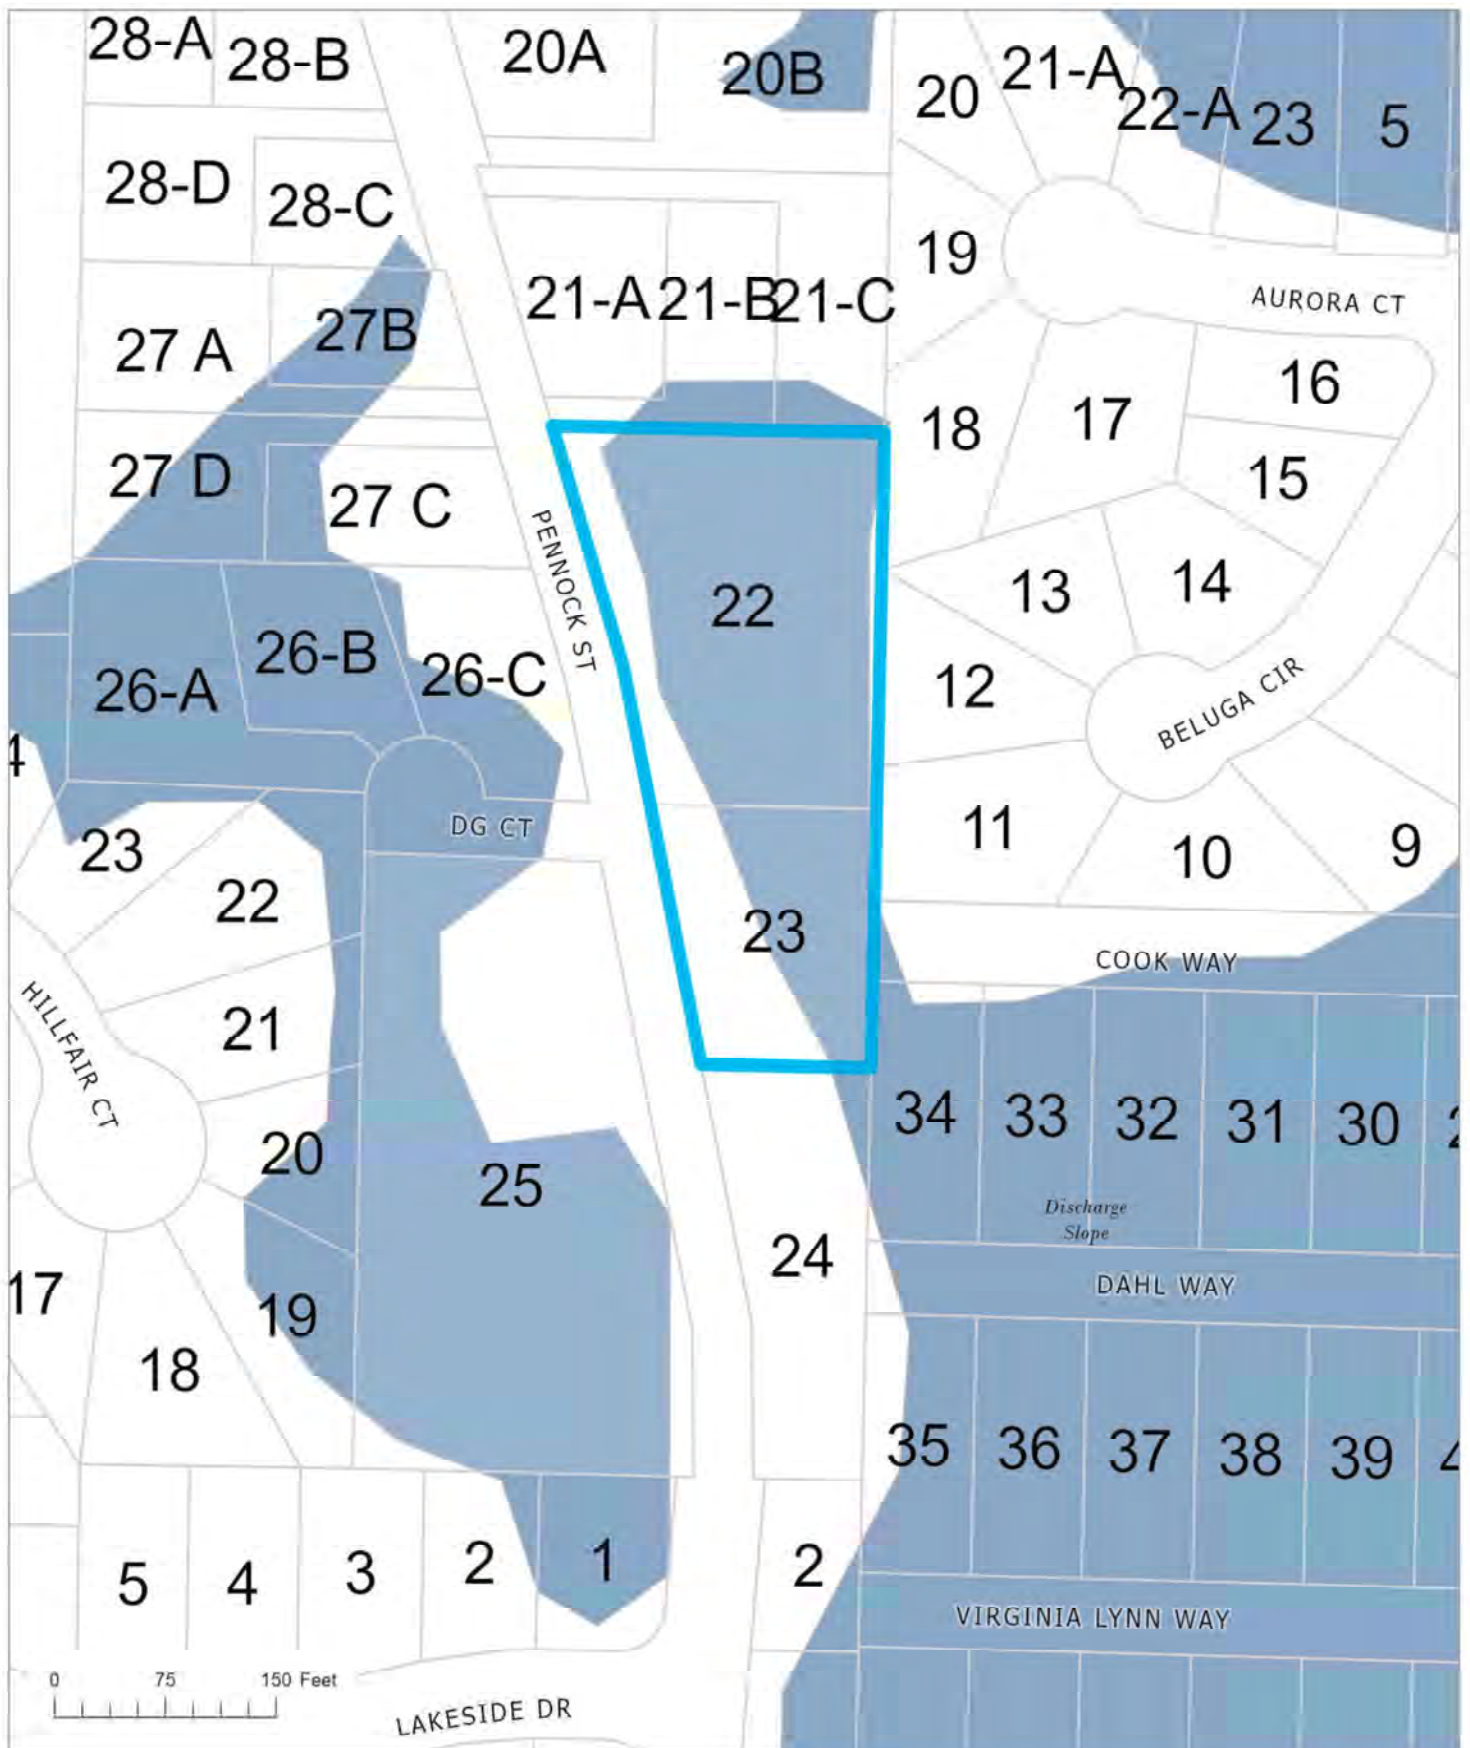 28-A 28-B 20A 20B 20 21-A
22-A 23 5
28-D 28-C
19
21-A 21-B 21-C AURORA CT
27 A 27B 16
18 17
27 D 27 C 15
PENNOCK ST
22 13 14
26-A 26-B 26-C 12 BELUGA CIR
4
DG CT 11 10 9
23
22 23
COOK WAY
HILLFAIR CT 21
34 33 32 31 30
20 25
Discharge
Slope
24 DAHL WAY
17 19
18
35 36 37 38 39
5 4 3 2 1 2
VIRGINIA LYNN WAY
0 75 150 Feet
LAKESIDE DR